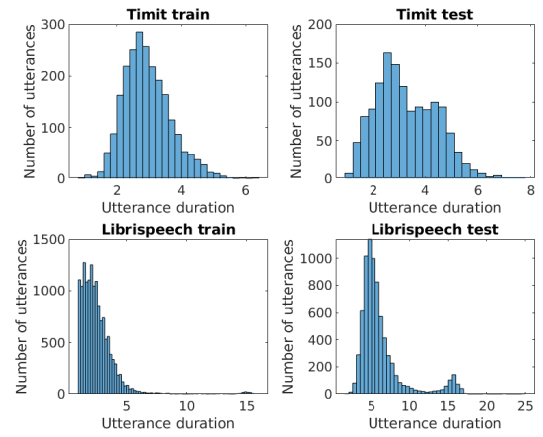 Timit train
Number of utterances
300
200
100
0
2
4
6
Utterance duration
Timit test
Number of utterances
200
150
100
50
0
2
4
6
8
Utterance duration
Librispeech train
Number of utterances
1500
1000
500
0
5
10
15
Utterance duration
Librispeech test
Number of utterances
1000
800
600
400
200
0
5
10
15
20
25
Utterance duration